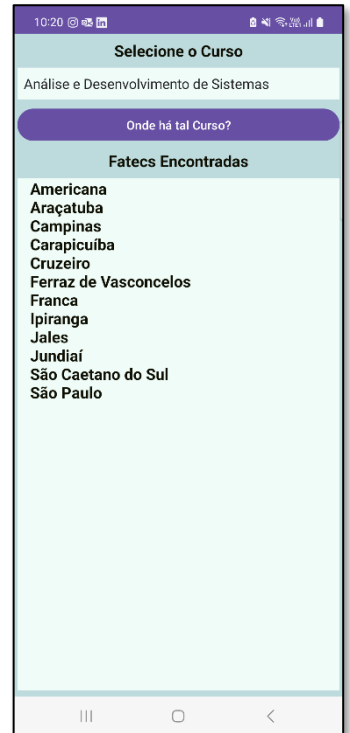 10:20
Selecione o Curso
Análise e Desenvolvimento de Sistemas
Onde há tal Curso?
Fatecs Encontradas
Americana
Araçatuba
Campinas
Carapicuíba
Cruzeiro
Ferraz de Vasconcelos
Franca
Ipiranga
Jales
Jundiaí
São Caetano do Sul
São Paulo